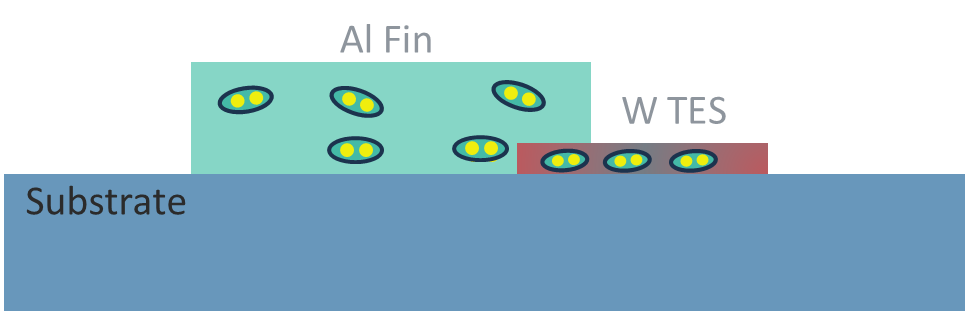 Al Fin
W TES
Substrate